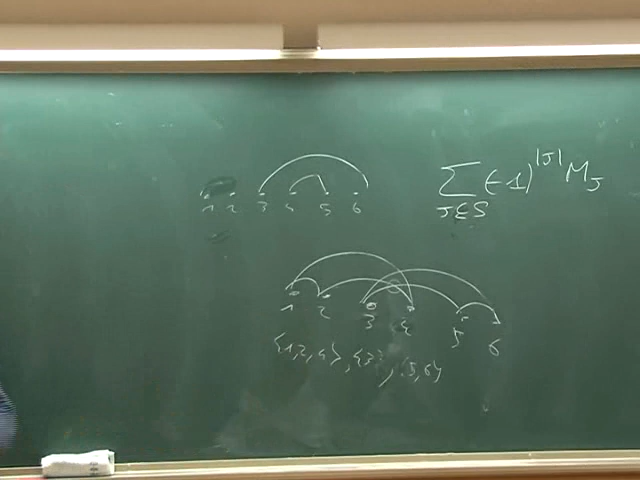 1 2 3 4 5 6
∑ (-1)^{|J|} M_J
J∈S
1 2 3 4 5 6
{1,2,4}, {3}, {5,6}